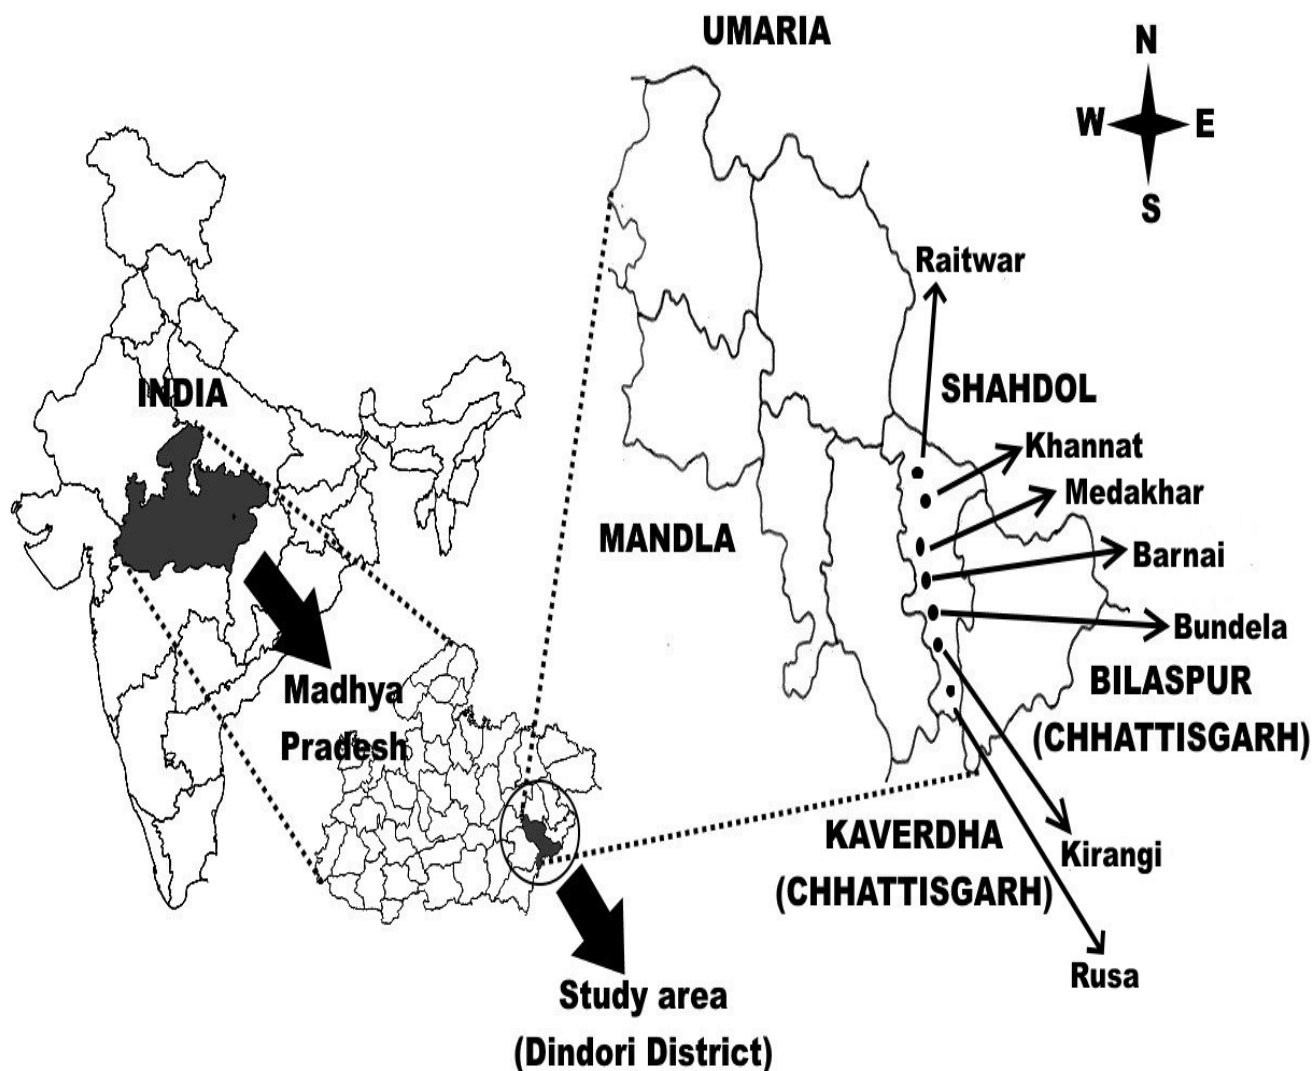 UMARIA
N
W
E
S
Raitwar
INDIA
SHAHDOL
Khannat
Medakhar
MANDLA
Barnai
Bundela
Madhya
Pradesh
BILASPUR
(CHHATTISGARH)
KAVERDHA
(CHHATTISGARH)
Kirangi
Rusa
Study area
(Dindori District)